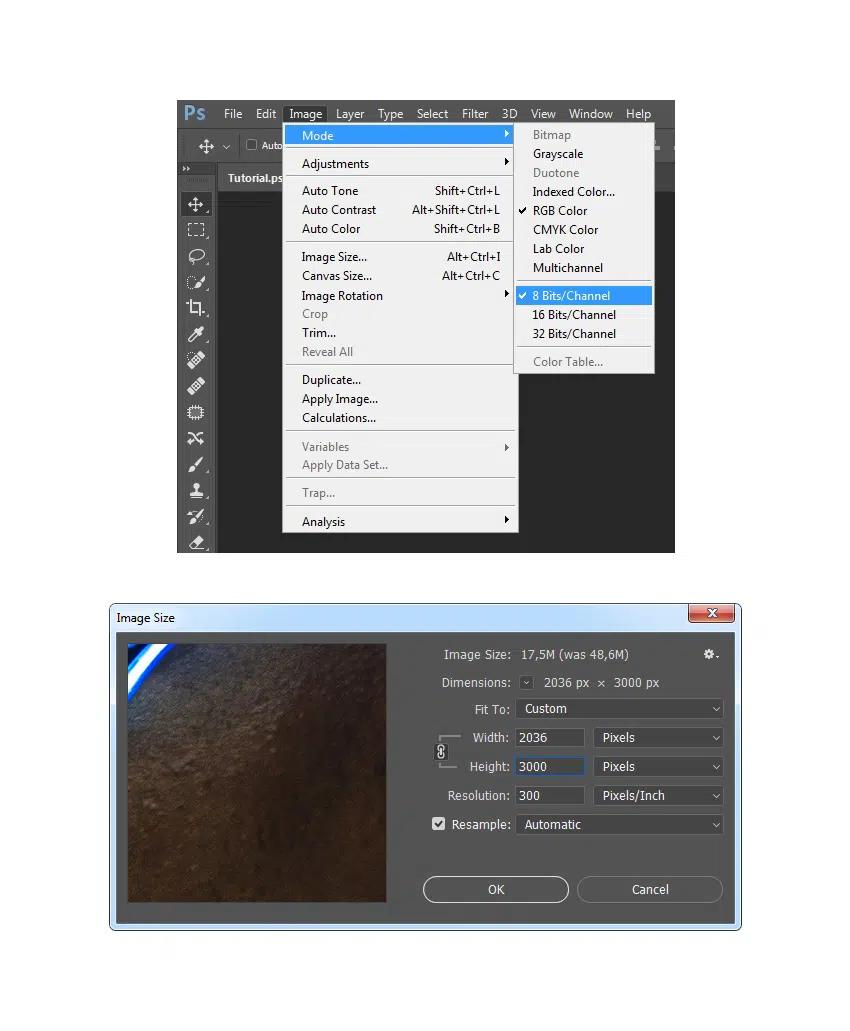 Ps File Edit Image Layer Type Select Filter 3D View Window Help
Auto
Tutorial.ps
Mode
Adjustments
Auto Tone Shift+Ctrl+L
Auto Contrast Alt+Shift+Ctrl+L
Auto Color Shift+Ctrl+B
Image Size... Alt+Ctrl+I
Canvas Size... Alt+Ctrl+C
Image Rotation
Crop
Trim...
Reveal All
Duplicate...
Apply Image...
Calculations...
Variables
Apply Data Set...
Trap...
Analysis
Bitmap
Grayscale
Duotone
Indexed Color...
RGB Color
CMYK Color
Lab Color
Multichannel
8 Bits/Channel
16 Bits/Channel
32 Bits/Channel
Color Table...
Image Size
Image Size: 17,5M (was 48,6M)
Dimensions: 2036 px × 3000 px
Fit To: Custom
Width: 2036 Pixels
Height: 3000 Pixels
Resolution: 300 Pixels/Inch
Resample: Automatic
OK Cancel